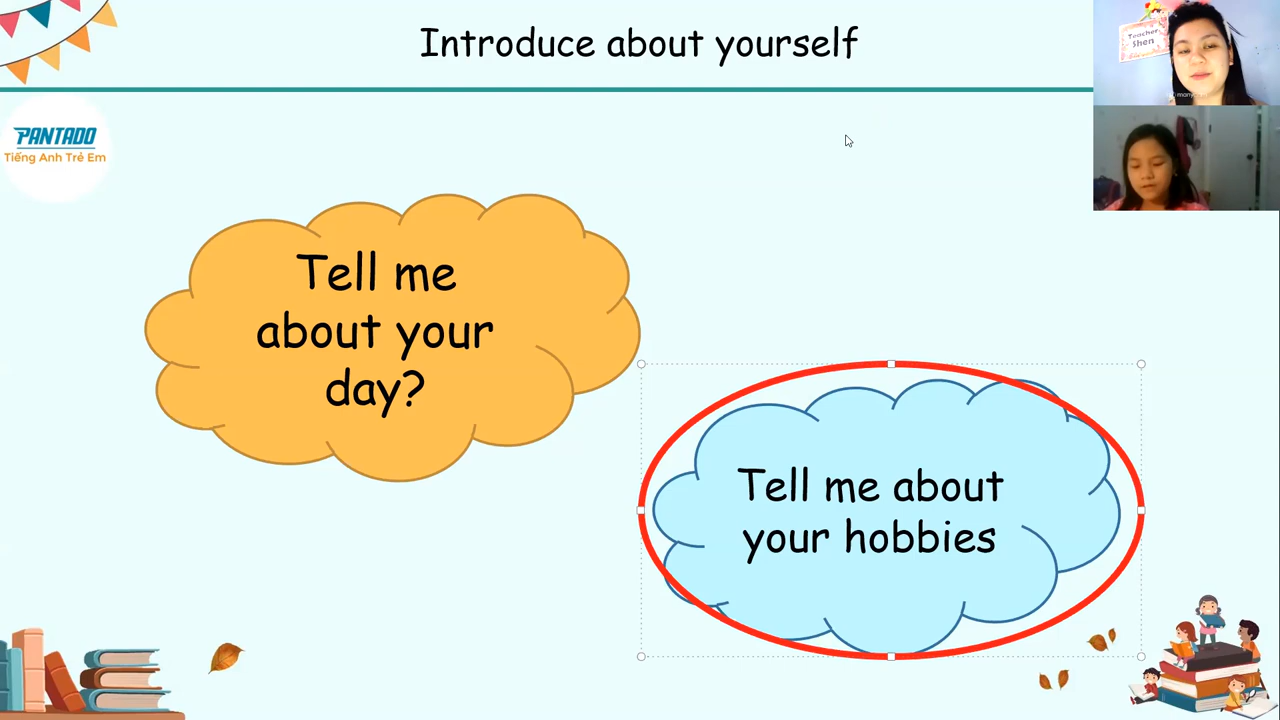 Introduce about yourself
Teacher
Shen
PANTADO
Tiếng Anh Trẻ Em
Tell me
about your
day?
Tell me about
your hobbies